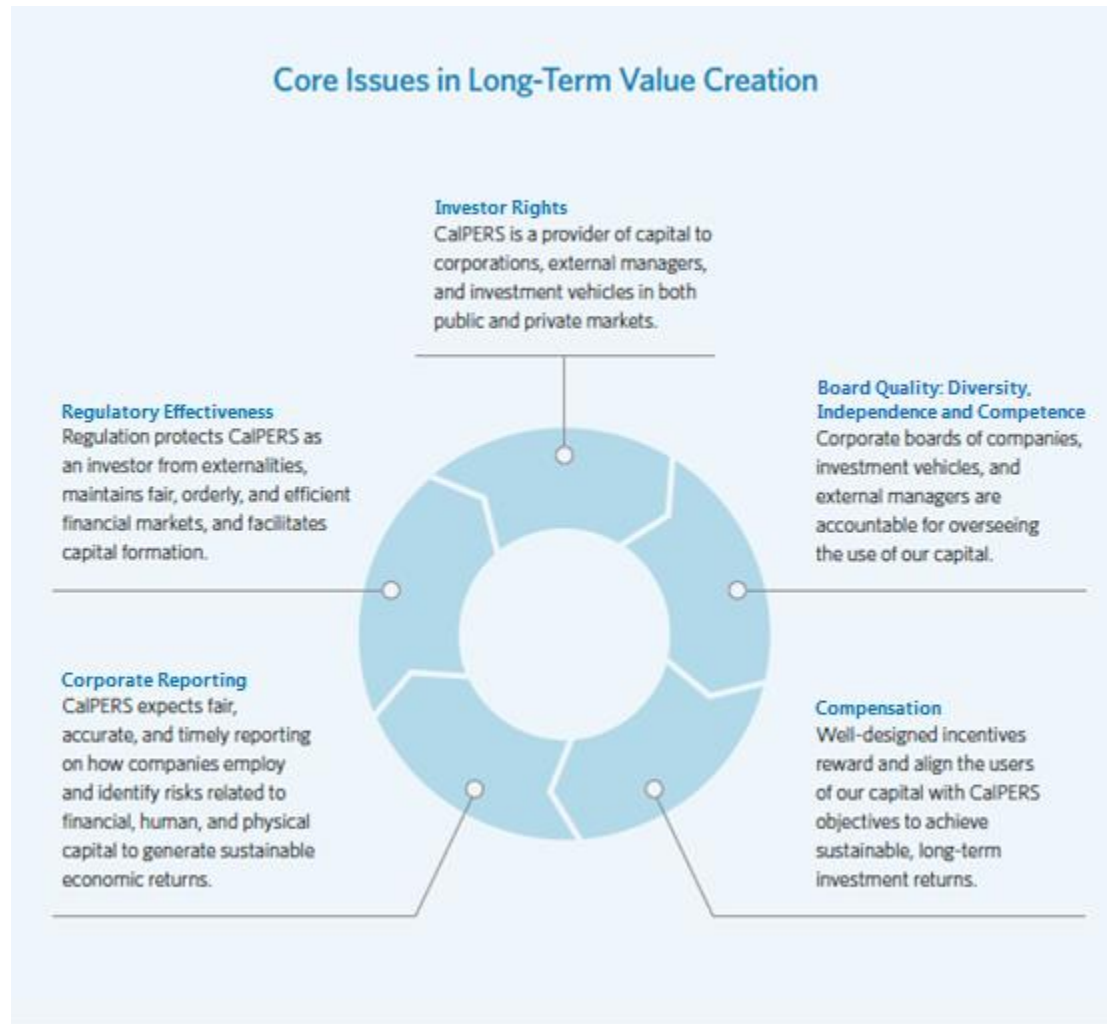 Core Issues in Long-Term Value Creation
Investor Rights
CalPERS is a provider of capital to
corporations, external managers,
and investment vehicles in both
public and private markets.
Board Quality: Diversity,
Independence and Competence
Corporate boards of companies,
investment vehicles, and
external managers are
accountable for overseeing
the use of our capital.
Compensation
Well-designed incentives
reward and align the users
of our capital with CalPERS
objectives to achieve
sustainable, long-term
investment returns.
Corporate Reporting
CalPERS expects fair,
accurate, and timely reporting
on how companies employ
and identify risks related to
financial, human, and physical
capital to generate sustainable
economic returns.
Regulatory Effectiveness
Regulation protects CalPERS as
an investor from externalities,
maintains fair, orderly, and efficient
financial markets, and facilitates
capital formation.